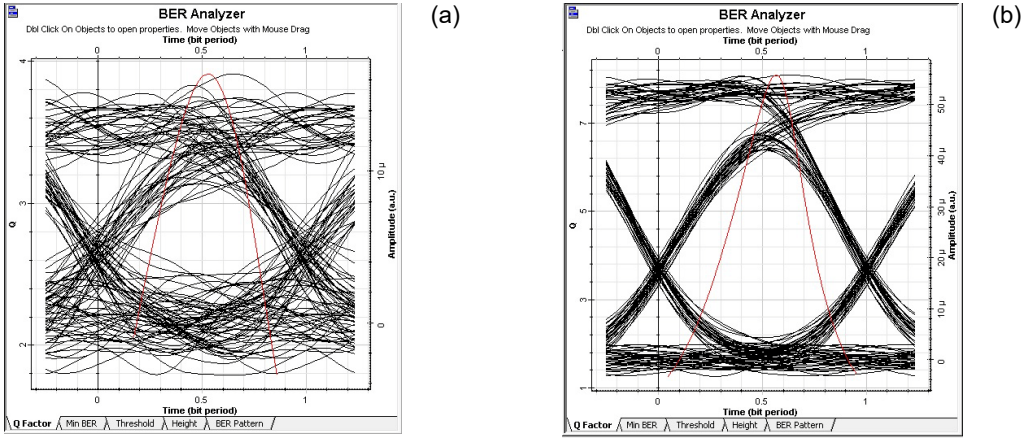 (a)
BER Analyzer
Dbl Click On Objects to open properties. Move Objects with Mouse Drag
Time (bit period)
0 0.5 1
4
3
2
Q
10 µ
0
Amplitude (a.u.)
0 0.5 1
Time (bit period)
Q Factor Min BER Threshold Height BER Pattern
(b)
BER Analyzer
Dbl Click On Objects to open properties. Move Objects with Mouse Drag
Time (bit period)
0 0.5 1
7
5
3
1
Q
50 µ
40 µ
30 µ
20 µ
10 µ
0
Amplitude (a.u.)
0 0.5 1
Time (bit period)
Q Factor Min BER Threshold Height BER Pattern